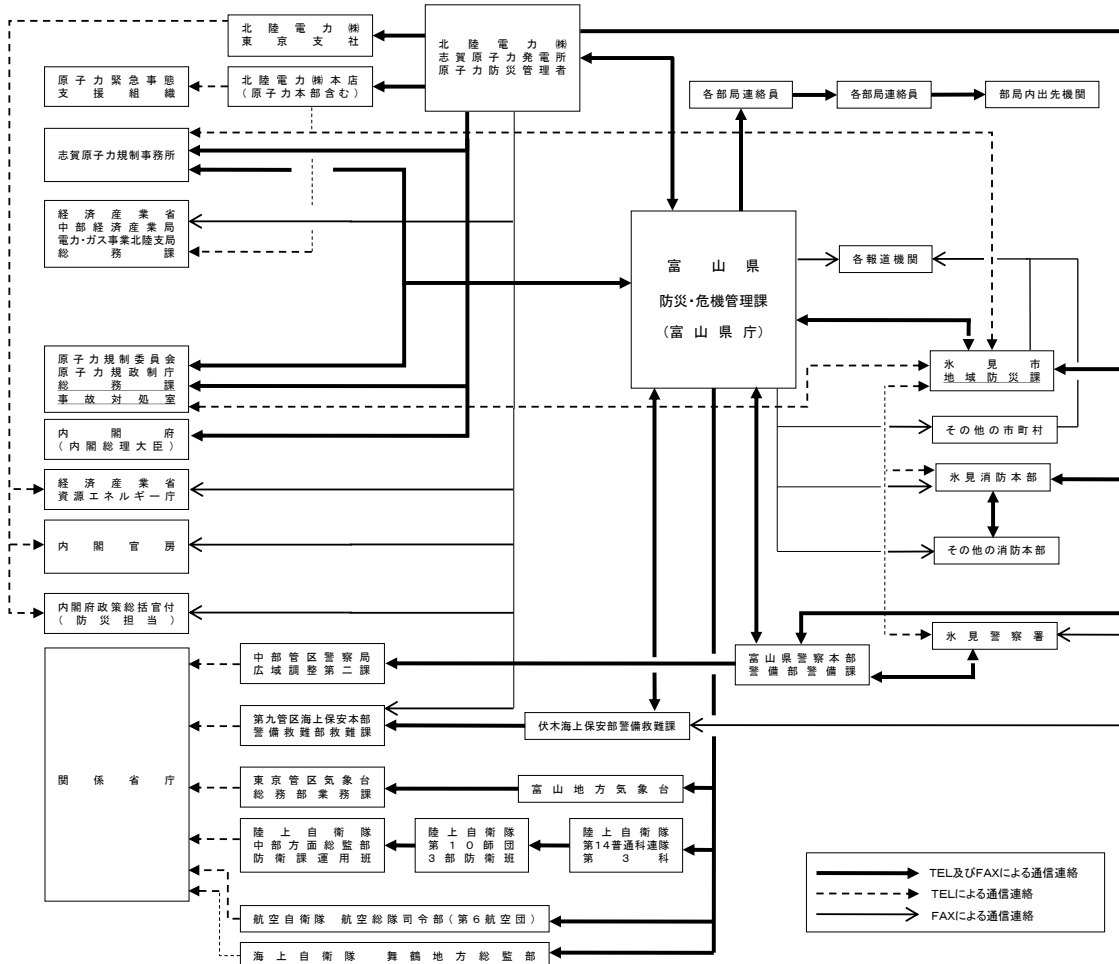 北陸電力㈱
東京支社
北陸電力㈱
志賀原子力発電所
原子力防災管理者
原子力緊急事態
支援組織
北陸電力㈱本店
(原子力本部含む)
各部局連絡員
各部局連絡員
部局内出先機関
志賀原子力規制事務所
経済産業省
中部経済産業局
電力・ガス事業北陸支局
総務課
富山県
防災・危機管理課
(富山県庁)
各報道機関
原子力規制委員会
原子力規政制庁
総務課
事故対処室
氷見市
地域防災課
内閣府
(内閣総理大臣)
その他の市町村
経済産業省
資源エネルギー庁
氷見消防本部
内閣官房
その他の消防本部
内閣府政策総括官付
(防災担当)
氷見警察署
関係省庁
中部管区警察局
広域調整第二課
富山県警察本部
警備部警備課
第九管区海上保安本部
警備救難部救難課
伏木海上保安部警備救難課
東京管区気象台
総務部業務課
富山地方気象台
陸上自衛隊
中部方面総監部
防衛課運用班
陸上自衛隊
第10師団
3部防衛班
陸上自衛隊
第14普通科連隊
第3科
航空自衛隊 航空総隊司令部(第6航空団)
海上自衛隊 舞鶴地方総監部
TEL及びFAXによる通信連絡
TELによる通信連絡
FAXによる通信連絡